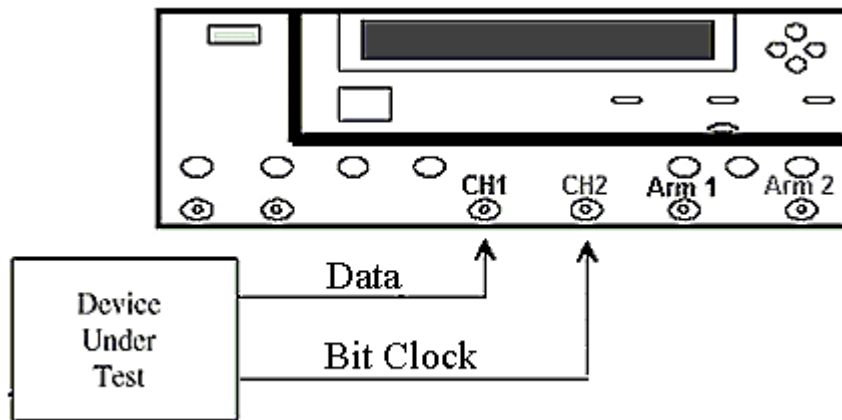 CH1 CH2 Arm 1 Arm 2
Data
Device
Under
Test
Bit Clock